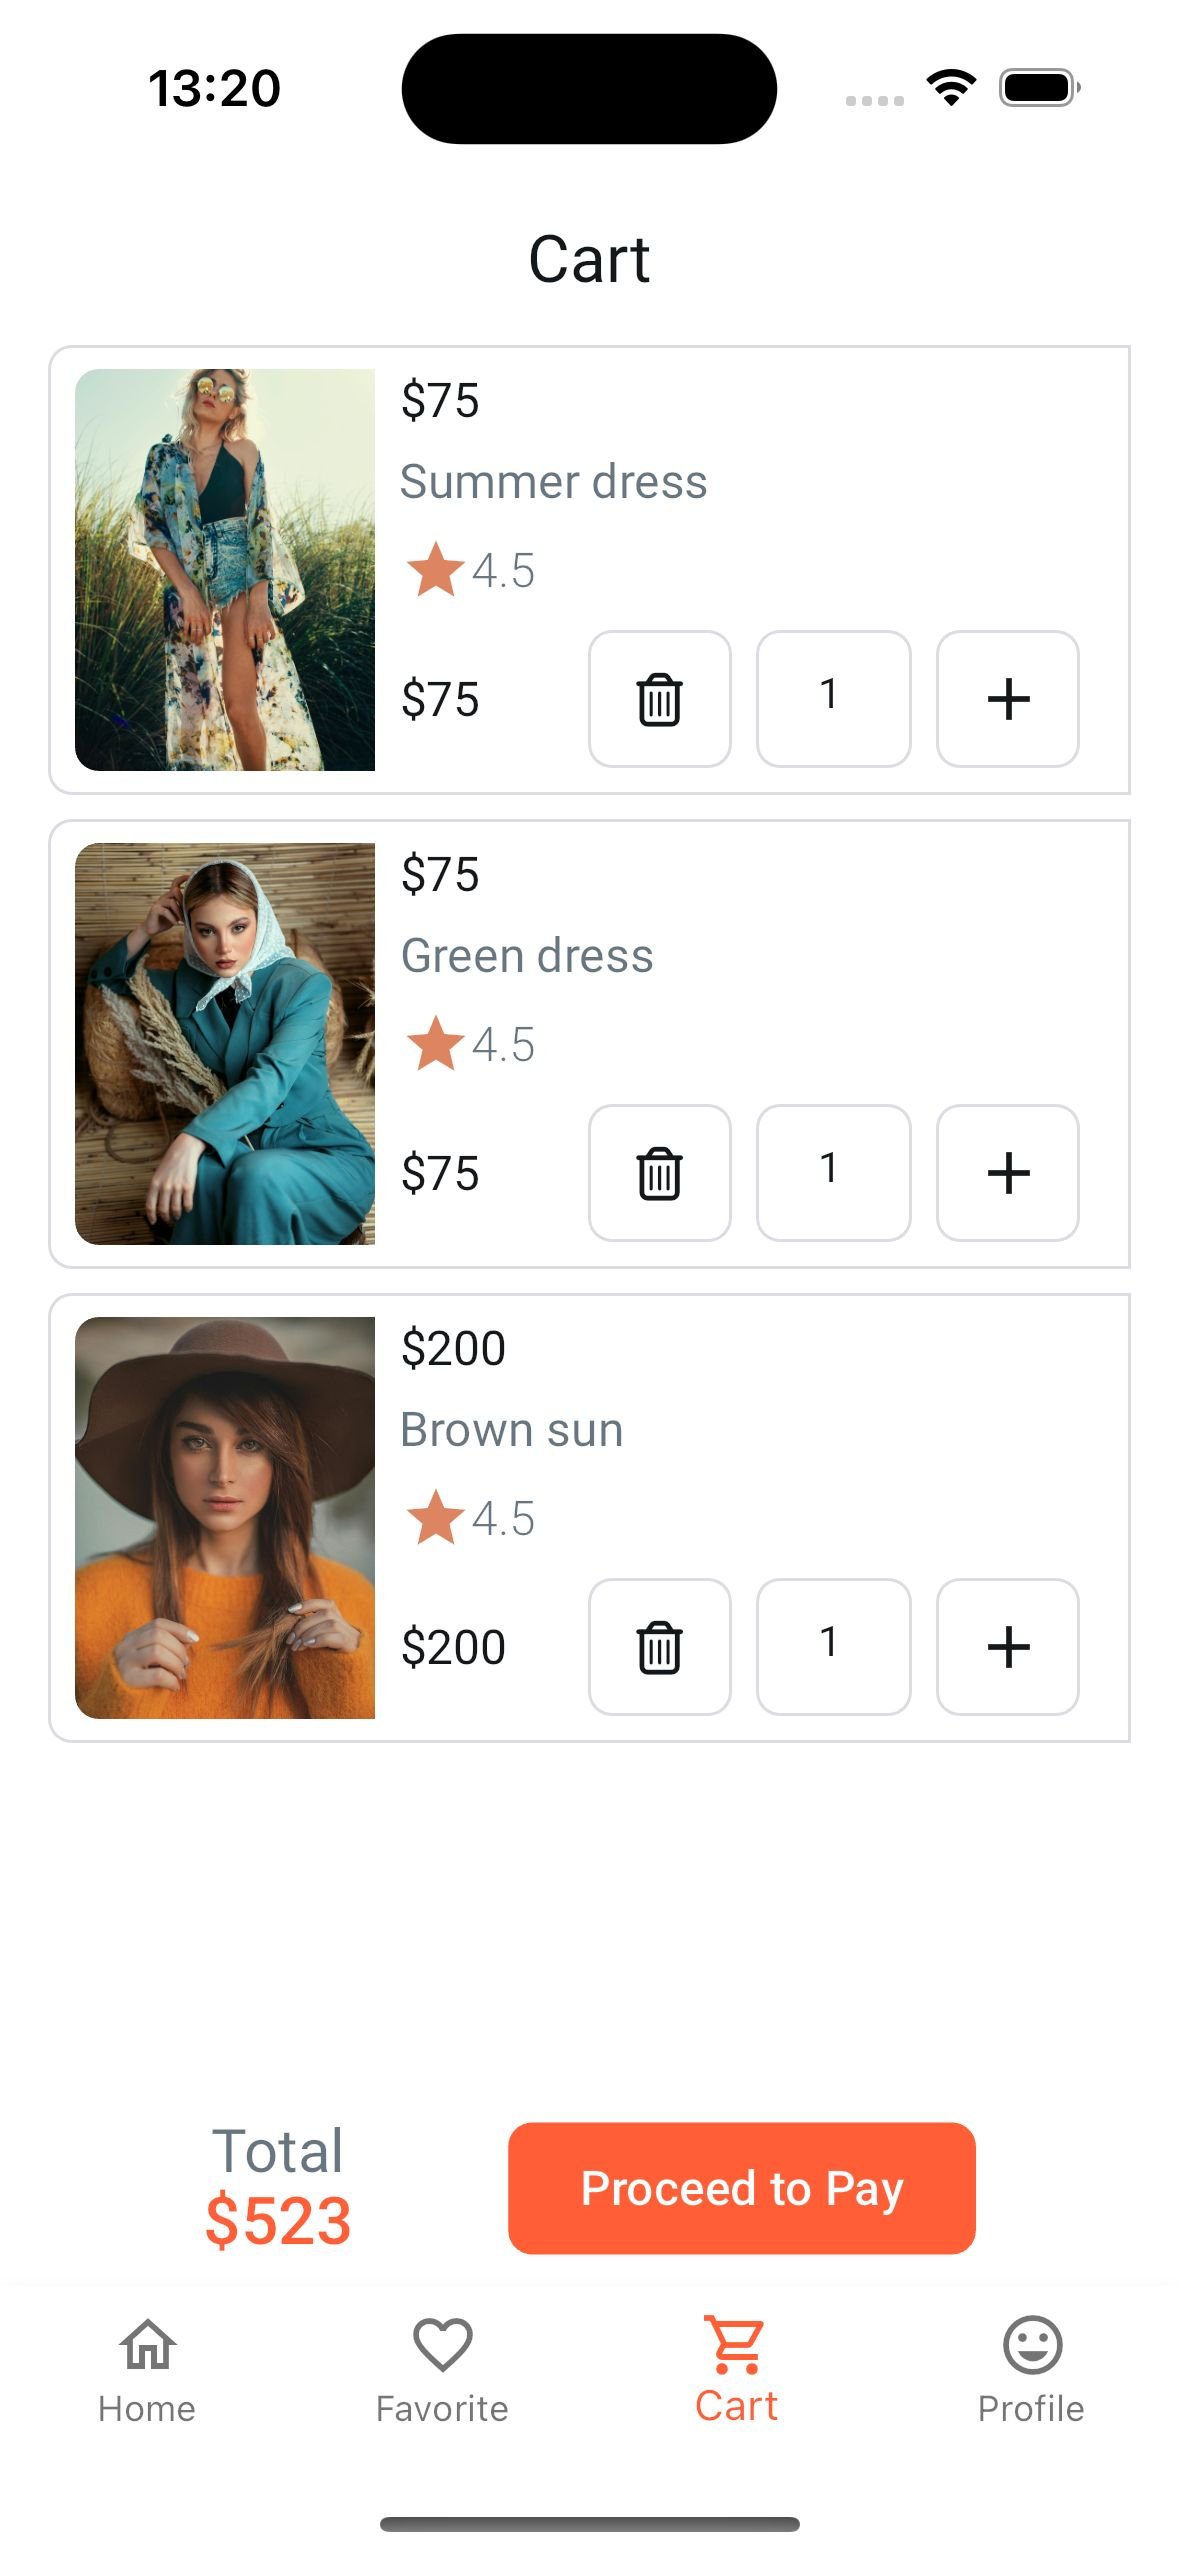 13:20
Cart
$75
Summer dress
4.5
$75
1
$75
Green dress
4.5
$75
1
$200
Brown sun
4.5
$200
1
Total
$523
Proceed to Pay
Home
Favorite
Cart
Profile